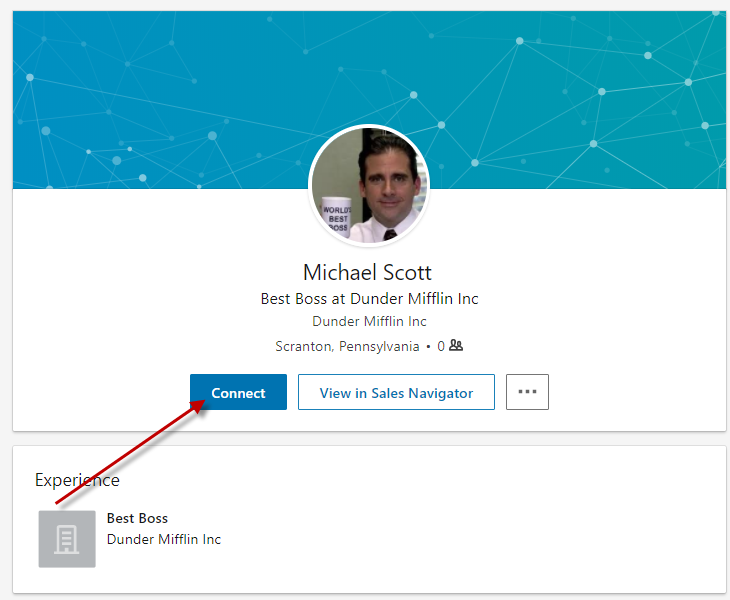 WORLD'S
BEST
BOSS
Michael Scott
Best Boss at Dunder Mifflin Inc
Dunder Mifflin Inc
Scranton, Pennsylvania • 0
Connect
View in Sales Navigator
Experience
Best Boss
Dunder Mifflin Inc